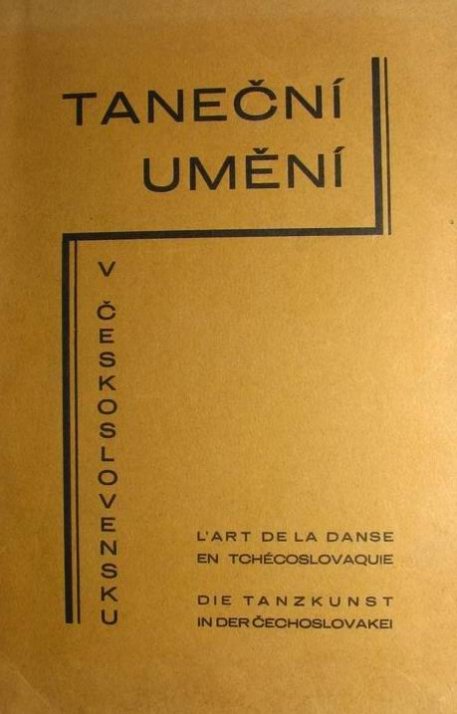 TANEČNÍ
UMĚNÍ
V ČESKOSLOVENSKU
L'ART DE LA DANSE
EN TCHÉCOSLOVAQUIE
DIE TANZKUNST
IN DER ČECHOSLOVAKEI